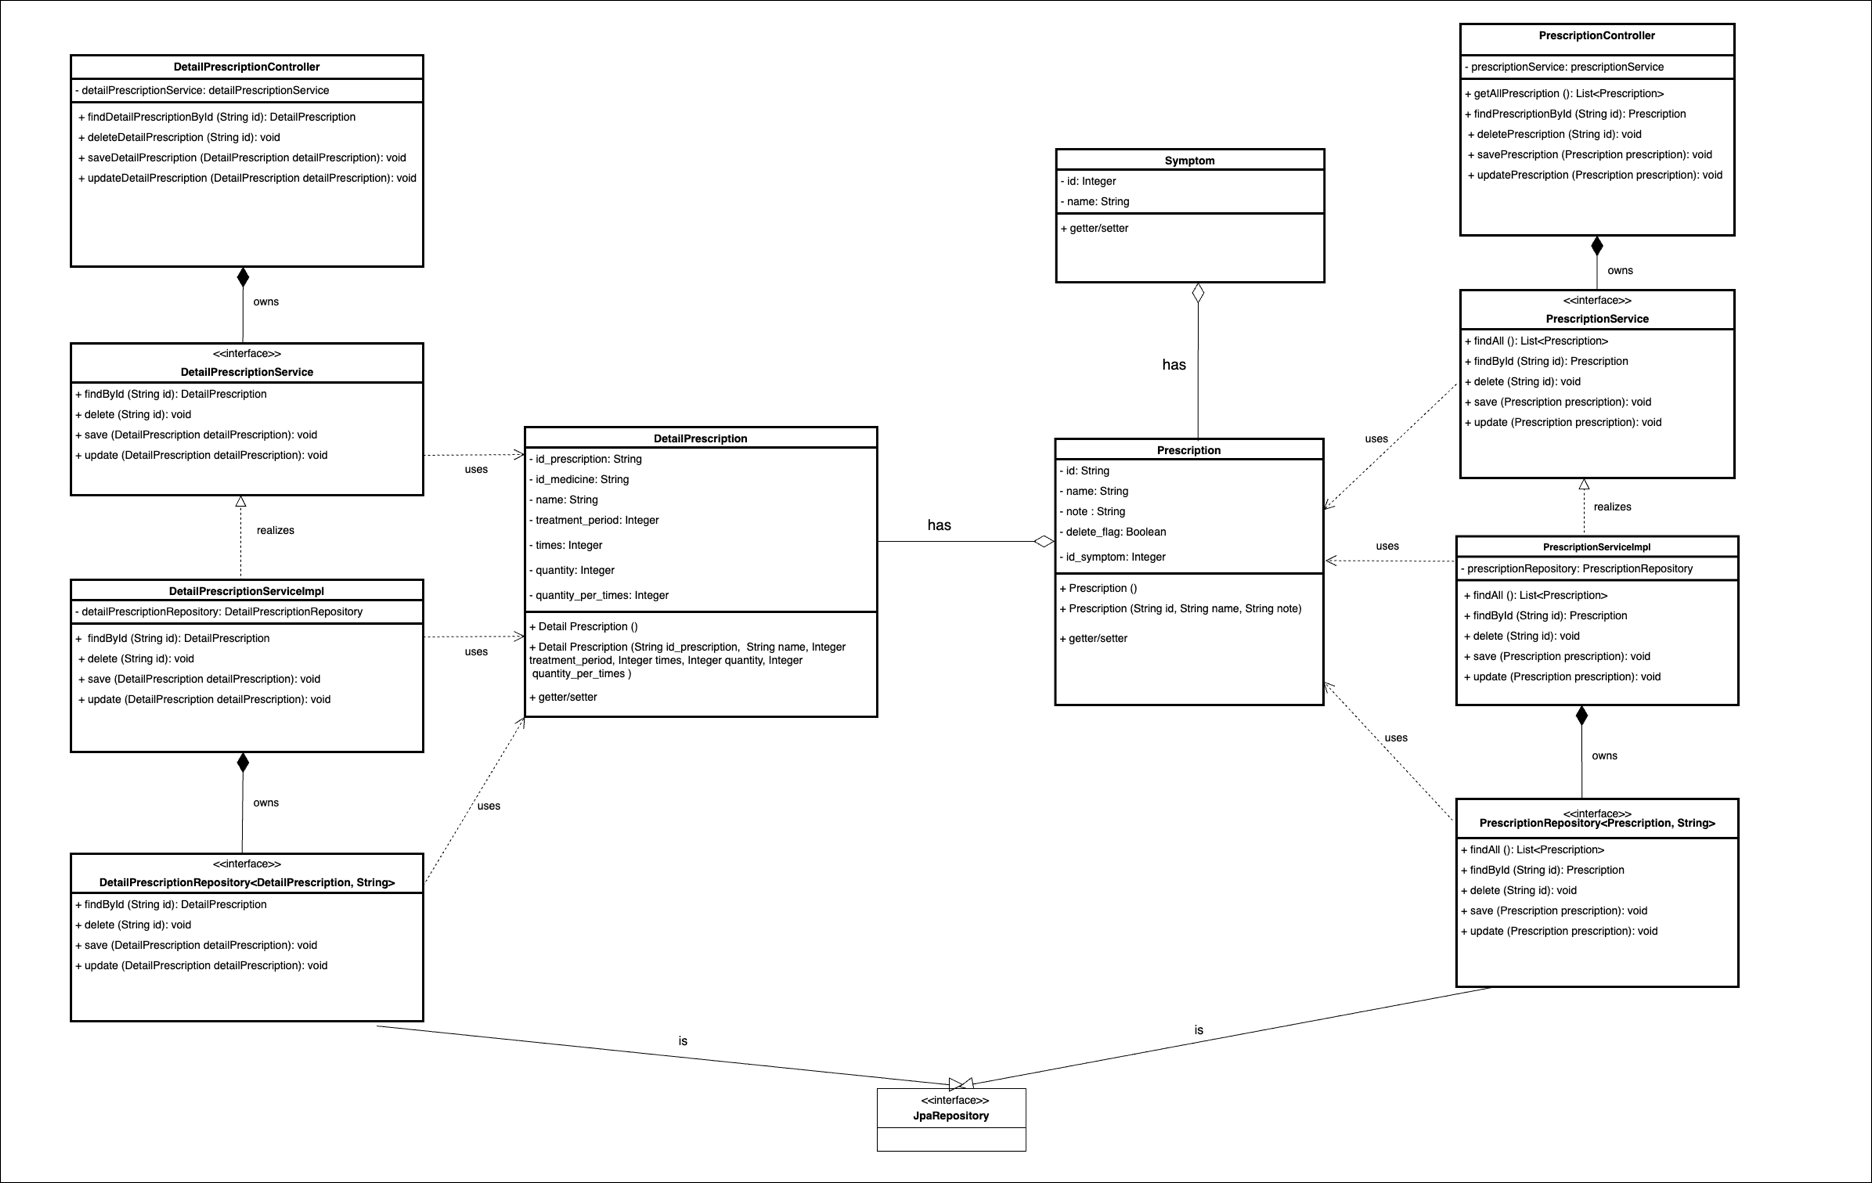 DetailPrescriptionController
- detailPrescriptionService: detailPrescriptionService
+ findDetailPrescriptionById (String id): DetailPrescription
+ deleteDetailPrescription (String id): void
+ saveDetailPrescription (DetailPrescription detailPrescription): void
+ updateDetailPrescription (DetailPrescription detailPrescription): void
owns
<<interface>>
DetailPrescriptionService
+ findById (String id): DetailPrescription
+ delete (String id): void
+ save (DetailPrescription detailPrescription): void
+ update (DetailPrescription detailPrescription): void
uses
realizes
DetailPrescriptionServiceImpl
- detailPrescriptionRepository: DetailPrescriptionRepository
+ findById (String id): DetailPrescription
+ delete (String id): void
+ save (DetailPrescription detailPrescription): void
+ update (DetailPrescription detailPrescription): void
uses
owns
uses
<<interface>>
DetailPrescriptionRepository<DetailPrescription, String>
+ findById (String id): DetailPrescription
+ delete (String id): void
+ save (DetailPrescription detailPrescription): void
+ update (DetailPrescription detailPrescription): void
is
DetailPrescription
- id_prescription: String
- id_medicine: String
- name: String
- treatment_period: Integer
- times: Integer
- quantity: Integer
- quantity_per_times: Integer
+ Detail Prescription ()
+ Detail Prescription (String id_prescription, String name, Integer
treatment_period, Integer times, Integer quantity, Integer
quantity_per_times )
+ getter/setter
has
Symptom
- id: Integer
- name: String
+ getter/setter
has
Prescription
- id: String
- name: String
- note : String
- delete_flag: Boolean
- id_symptom: Integer
+ Prescription ()
+ Prescription (String id, String name, String note)
+ getter/setter
PrescriptionController
- prescriptionService: prescriptionService
+ getAllPrescription (): List<Prescription>
+ findPrescriptionById (String id): Prescription
+ deletePrescription (String id): void
+ savePrescription (Prescription prescription): void
+ updatePrescription (Prescription prescription): void
owns
<<interface>>
PrescriptionService
+ findAll (): List<Prescription>
+ findById (String id): Prescription
+ delete (String id): void
+ save (Prescription prescription): void
+ update (Prescription prescription): void
uses
realizes
uses
PrescriptionServiceImpl
- prescriptionRepository: PrescriptionRepository
+ findAll (): List<Prescription>
+ findById (String id): Prescription
+ delete (String id): void
+ save (Prescription prescription): void
+ update (Prescription prescription): void
uses
owns
<<interface>>
PrescriptionRepository<Prescription, String>
+ findAll (): List<Prescription>
+ findById (String id): Prescription
+ delete (String id): void
+ save (Prescription prescription): void
+ update (Prescription prescription): void
is
<<interface>>
JpaRepository